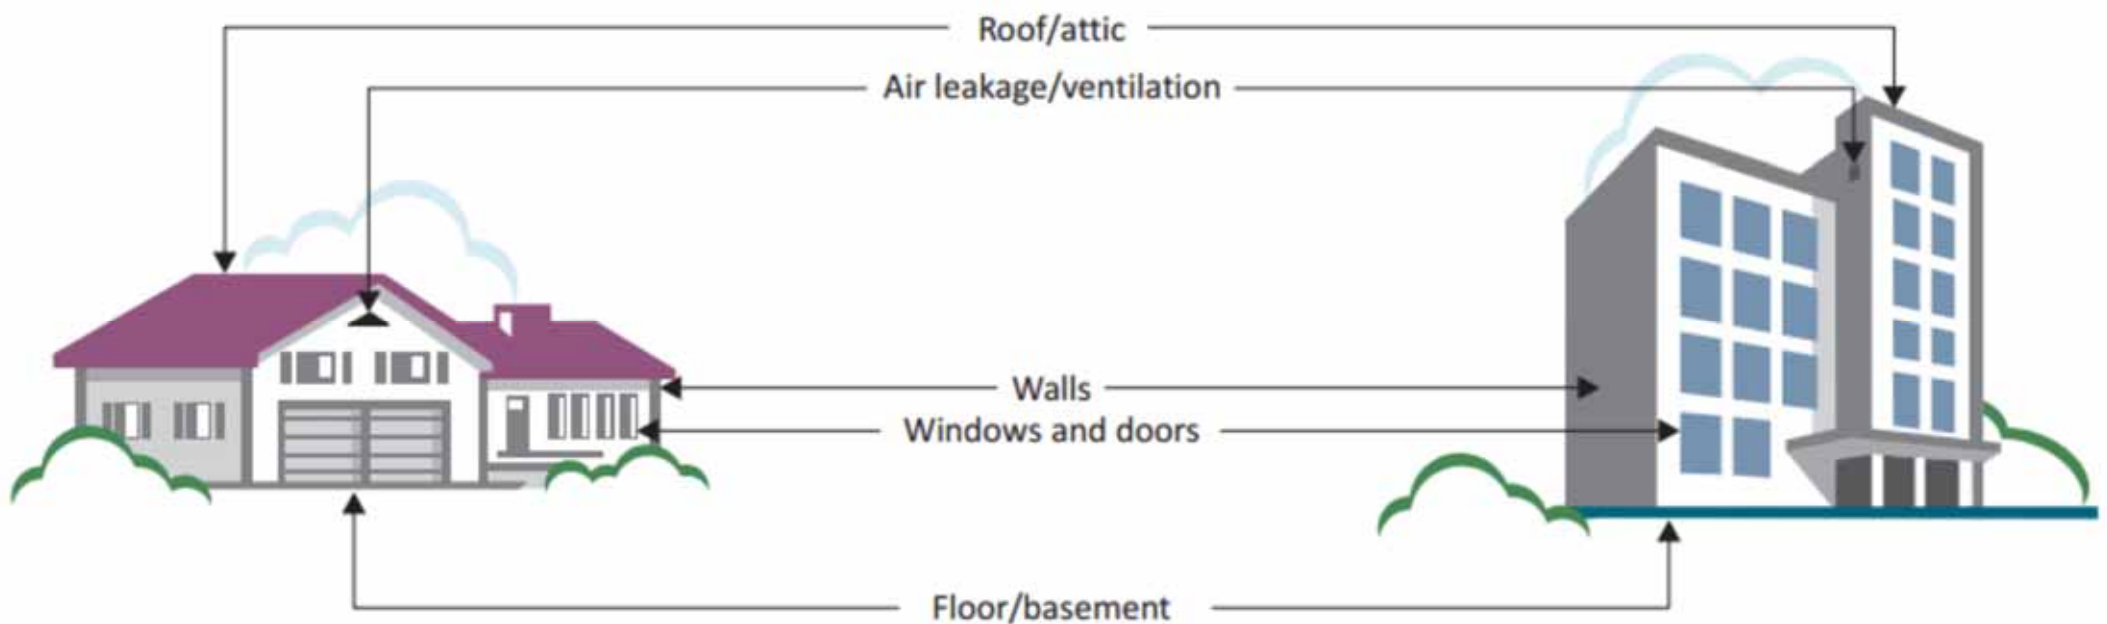 Roof/attic
Air leakage/ventilation
Walls
Windows and doors
Floor/basement